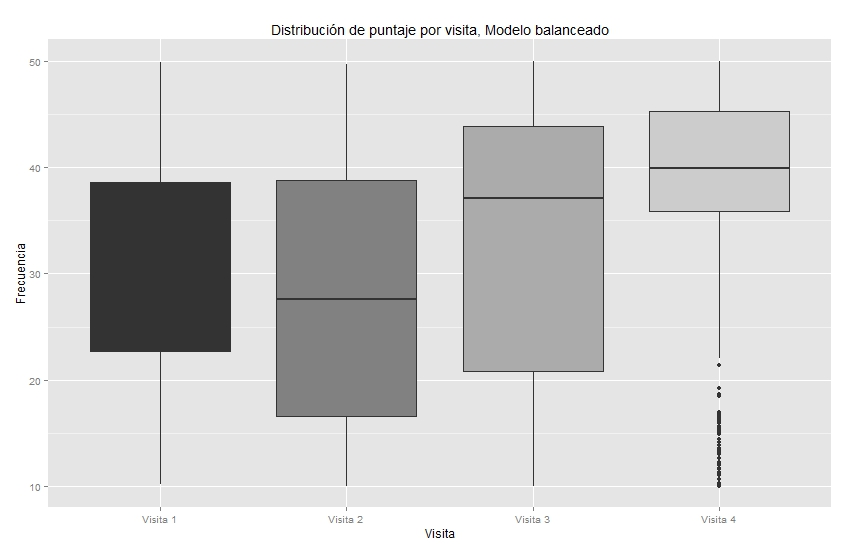 Distribución de puntaje por visita, Modelo balanceado
50
40
30
20
10
Frecuencia
Visita 1 Visita 2 Visita 3 Visita 4
Visita